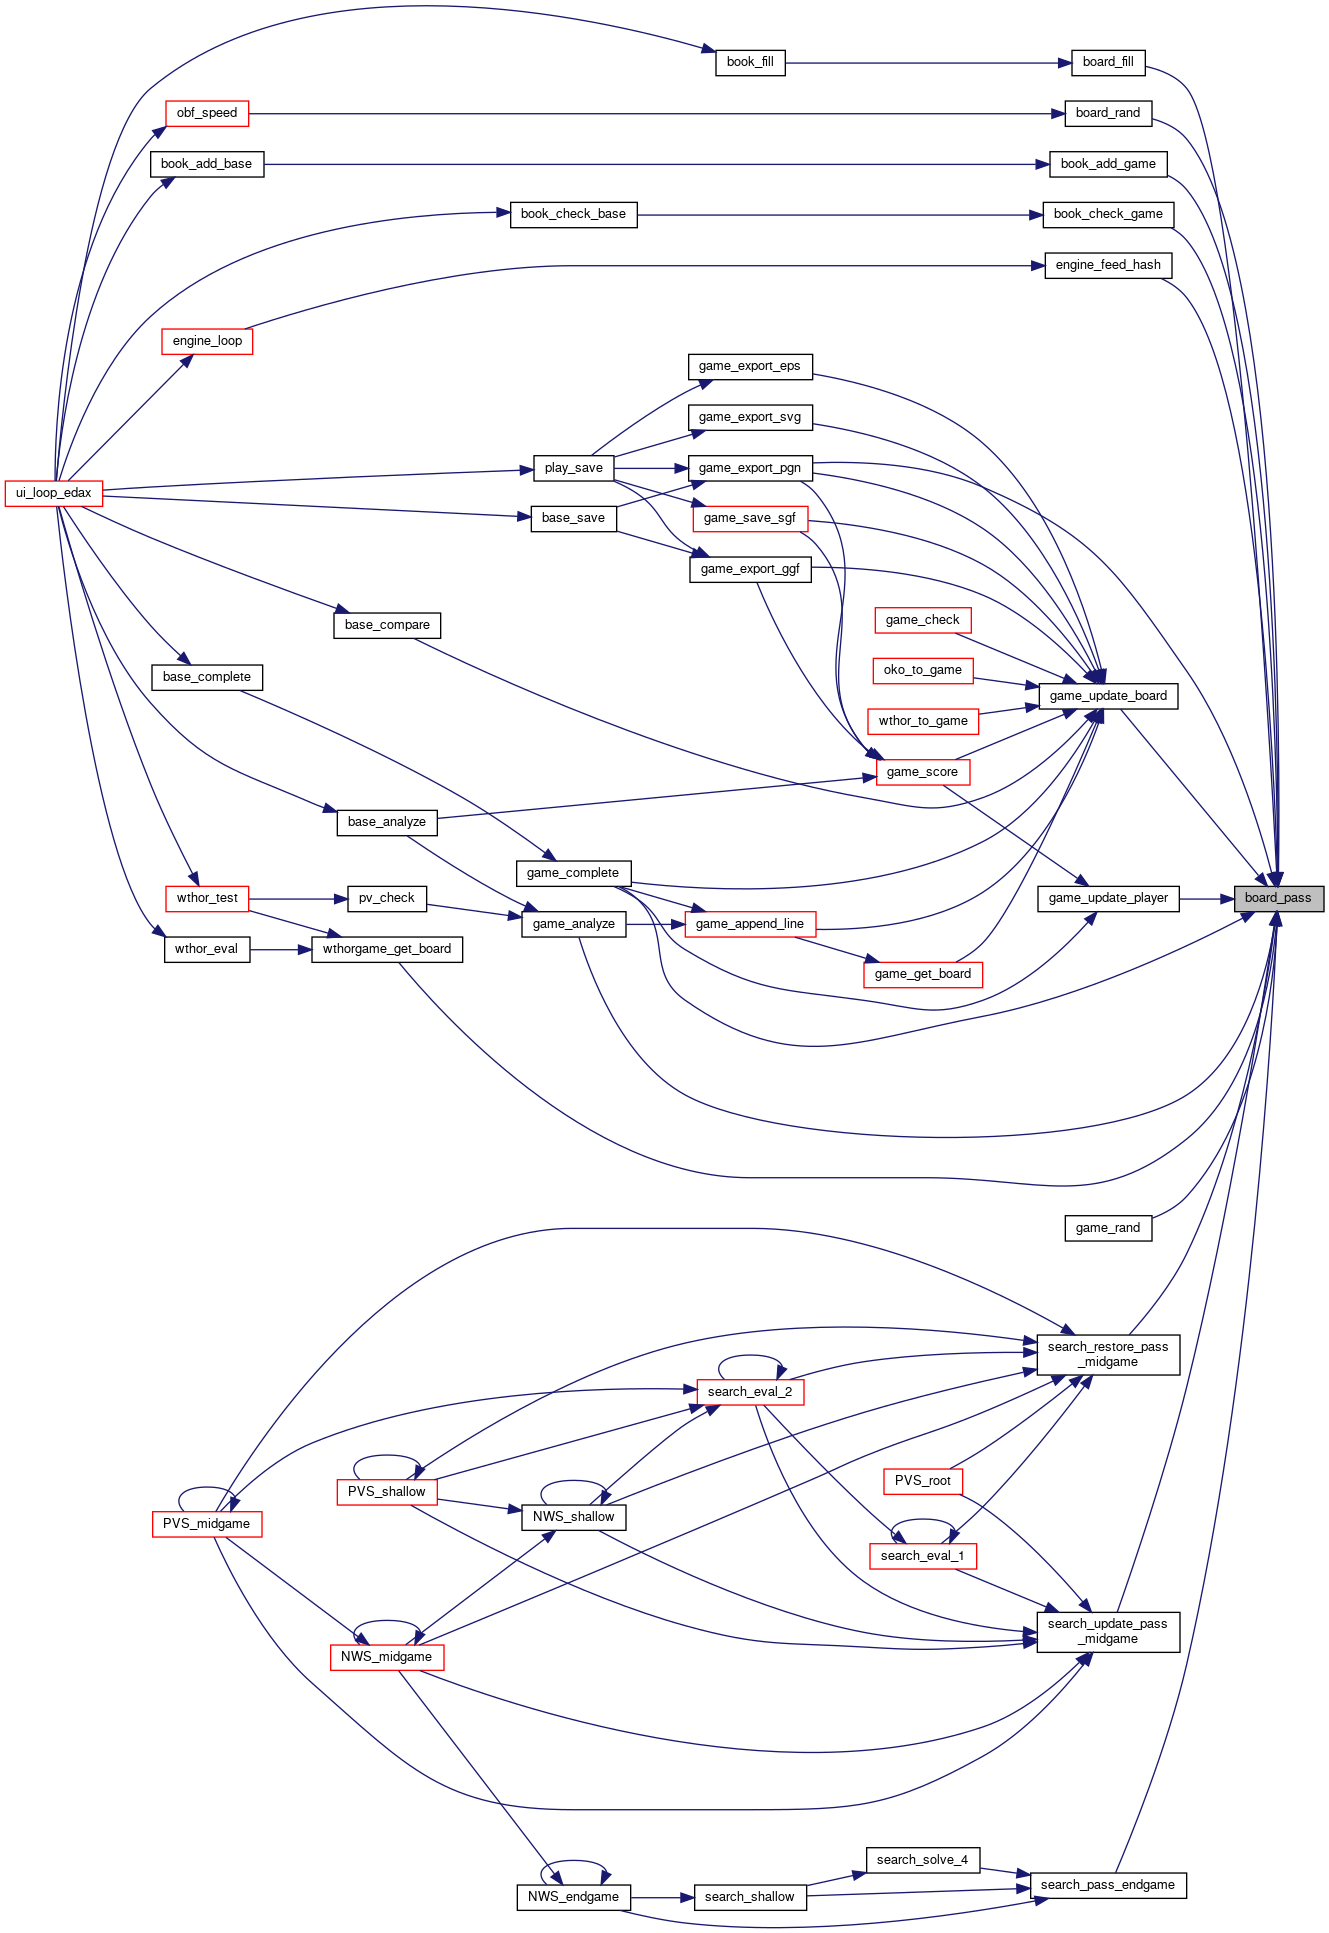 book_fill
board_fill
obf_speed
board_rand
book_add_base
book_add_game
book_check_base
book_check_game
engine_feed_hash
engine_loop
game_export_eps
game_export_svg
play_save
game_export_pgn
ui_loop_edax
base_save
game_save_sgf
game_export_ggf
game_check
base_compare
oko_to_game
base_complete
game_update_board
wthor_to_game
game_score
base_analyze
game_complete
wthor_test
pv_check
game_update_player
board_pass
game_append_line
game_analyze
wthor_eval
wthorgame_get_board
game_get_board
game_rand
search_restore_pass
_midgame
search_eval_2
PVS_root
PVS_shallow
NWS_shallow
PVS_midgame
search_eval_1
search_update_pass
_midgame
NWS_midgame
search_solve_4
search_pass_endgame
NWS_endgame
search_shallow